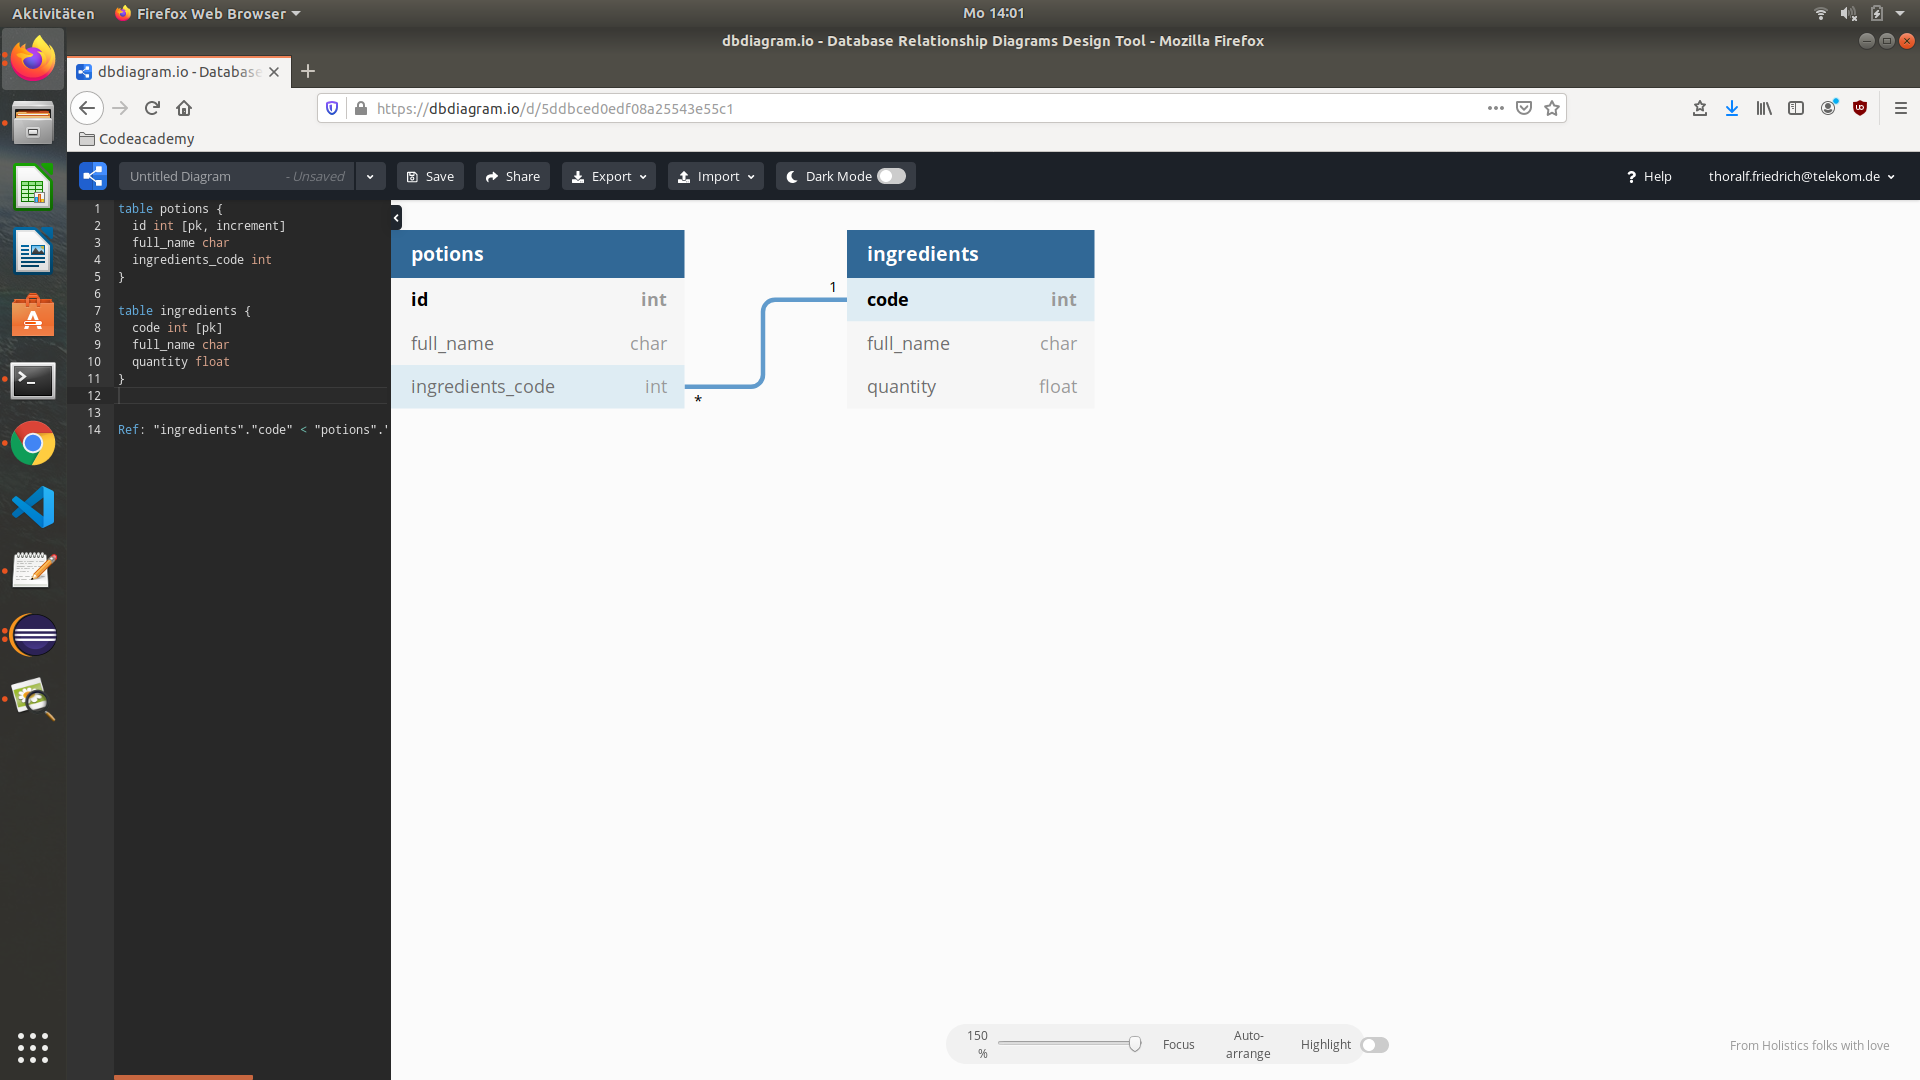 Aktivitäten
Firefox Web Browser
Mo 14:01
dbdiagram.io - Database Relationship Diagrams Design Tool - Mozilla Firefox
dbdiagram.io - Database
https://dbdiagram.io/d/5ddbced0edf08a25543e55c1
Codeacademy
Untitled Diagram - Unsaved
Save
Share
Export
Import
Dark Mode
? Help
thoralf.friedrich@telekom.de
1 table potions {
2 id int [pk, increment]
3 full_name char
4 ingredients_code int
5 }
6
7 table ingredients {
8 code int [pk]
9 full_name char
10 quantity float
11 }
12
13
14 Ref: "ingredients"."code" < "potions"."
potions
id int
full_name char
ingredients_code int
*
1
ingredients
code int
full_name char
quantity float
150
%
Focus
Auto-
arrange
Highlight
From Holistics folks with love